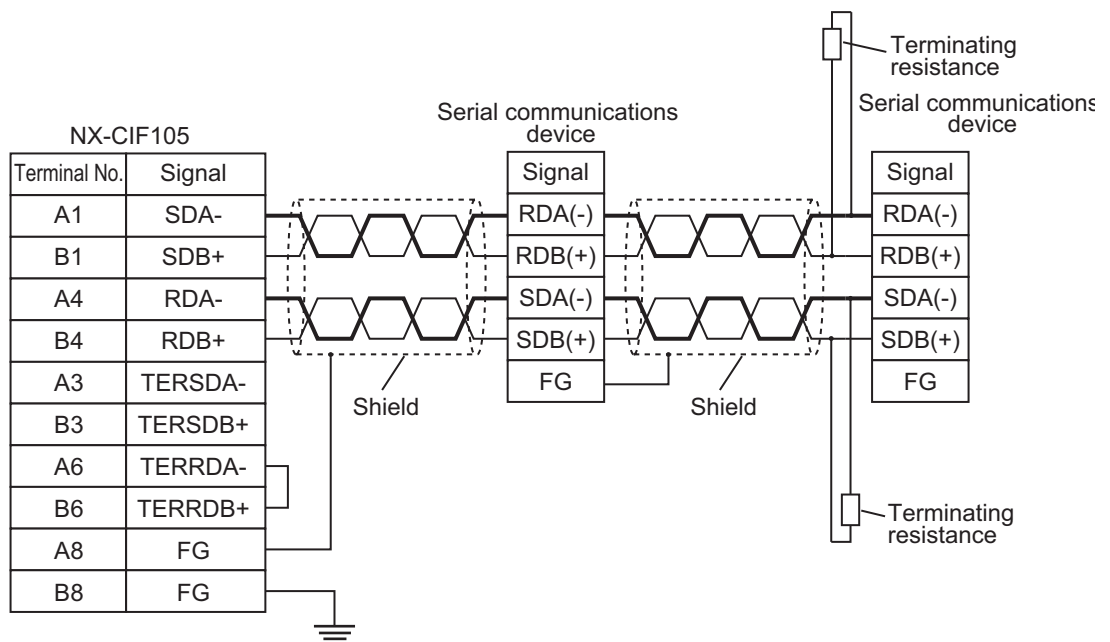 Terminating
resistance
Serial communications
device
Serial communications
device
NX-CIF105
Terminal No. Signal
A1 SDA-
B1 SDB+
A4 RDA-
B4 RDB+
A3 TERSDA-
B3 TERSDB+
A6 TERRDA-
B6 TERRDB+
A8 FG
B8 FG
Shield
Signal
RDA(-)
RDB(+)
SDA(-)
SDB(+)
FG
Shield
Signal
RDA(-)
RDB(+)
SDA(-)
SDB(+)
FG
Terminating
resistance